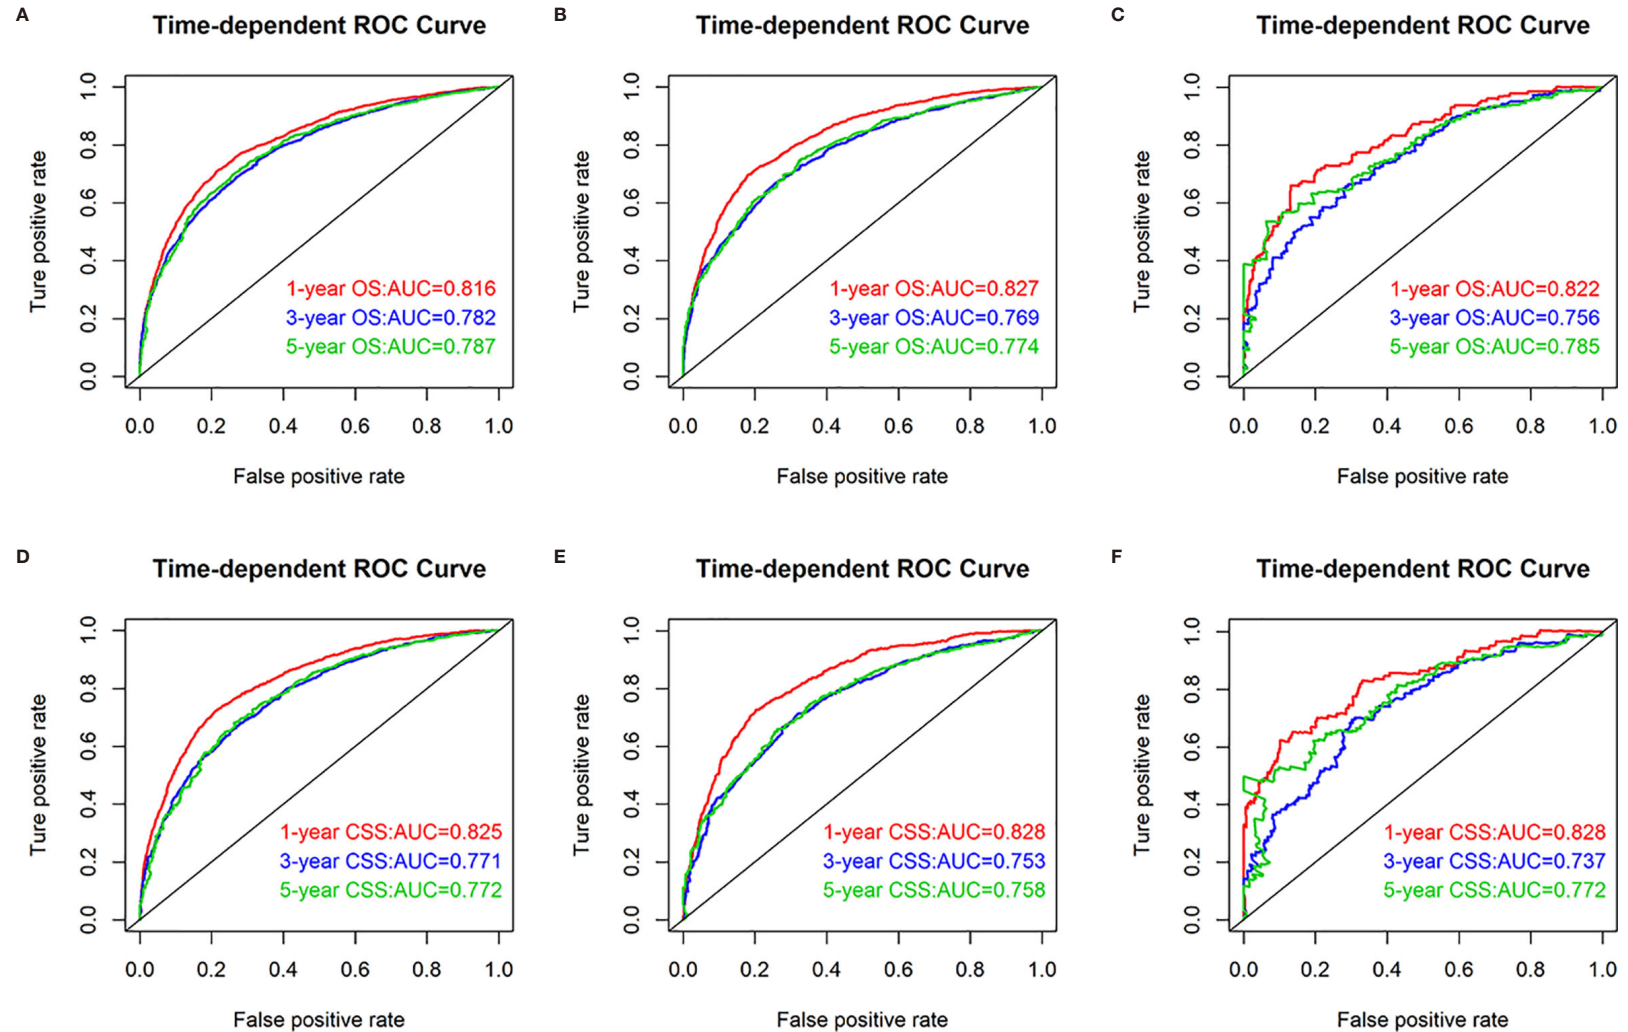 A
Time-dependent ROC Curve
Ture positive rate
0.0 0.2 0.4 0.6 0.8 1.0
1-year OS:AUC=0.816
3-year OS:AUC=0.782
5-year OS:AUC=0.787
0.0 0.2 0.4 0.6 0.8 1.0
False positive rate
B
Time-dependent ROC Curve
Ture positive rate
0.0 0.2 0.4 0.6 0.8 1.0
1-year OS:AUC=0.827
3-year OS:AUC=0.769
5-year OS:AUC=0.774
0.0 0.2 0.4 0.6 0.8 1.0
False positive rate
C
Time-dependent ROC Curve
Ture positive rate
0.0 0.2 0.4 0.6 0.8 1.0
1-year OS:AUC=0.822
3-year OS:AUC=0.756
5-year OS:AUC=0.785
0.0 0.2 0.4 0.6 0.8 1.0
False positive rate
D
Time-dependent ROC Curve
Ture positive rate
0.0 0.2 0.4 0.6 0.8 1.0
1-year CSS:AUC=0.825
3-year CSS:AUC=0.771
5-year CSS:AUC=0.772
0.0 0.2 0.4 0.6 0.8 1.0
False positive rate
E
Time-dependent ROC Curve
Ture positive rate
0.0 0.2 0.4 0.6 0.8 1.0
1-year CSS:AUC=0.828
3-year CSS:AUC=0.753
5-year CSS:AUC=0.758
0.0 0.2 0.4 0.6 0.8 1.0
False positive rate
F
Time-dependent ROC Curve
Ture positive rate
0.0 0.2 0.4 0.6 0.8 1.0
1-year CSS:AUC=0.828
3-year CSS:AUC=0.737
5-year CSS:AUC=0.772
0.0 0.2 0.4 0.6 0.8 1.0
False positive rate